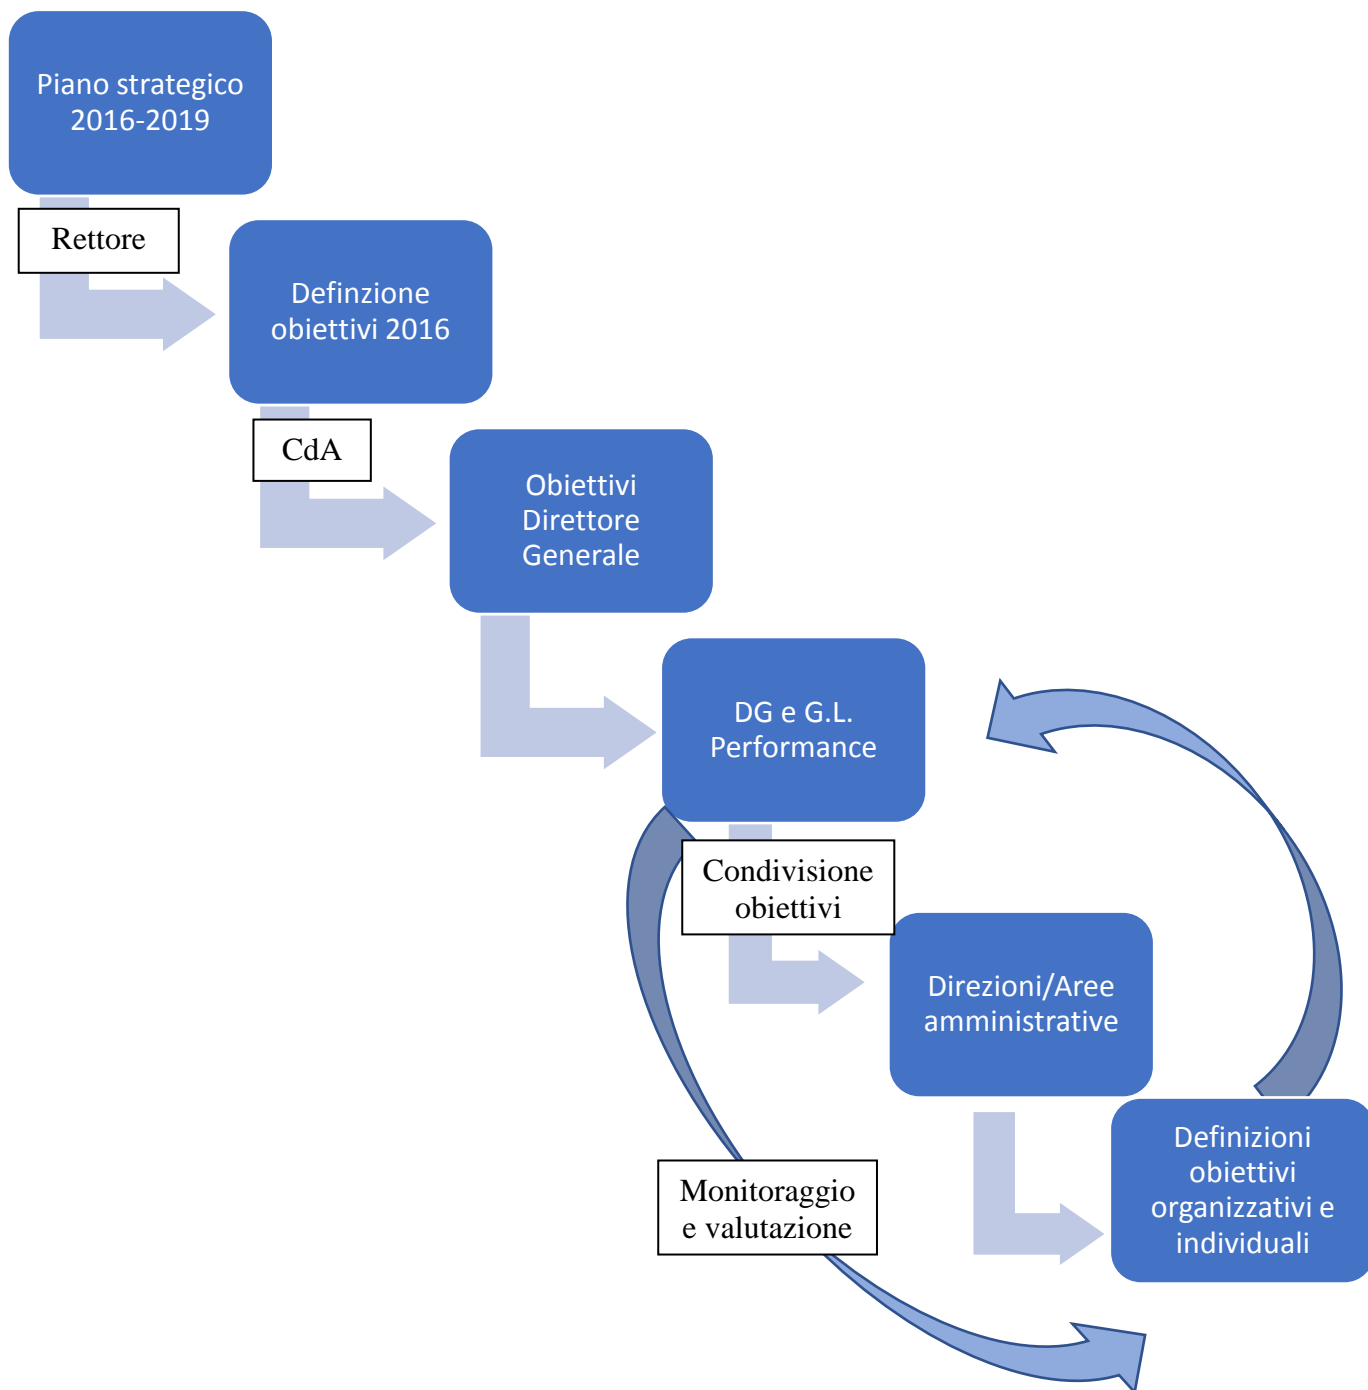 Piano strategico
2016-2019
Rettore
Definzione
obiettivi 2016
CdA
Obiettivi
Direttore
Generale
DG e G.L.
Performance
Condivisione
obiettivi
Direzioni/Aree
amministrative
Definizioni
obiettivi
organizzativi e
individuali
Monitoraggio
e valutazione